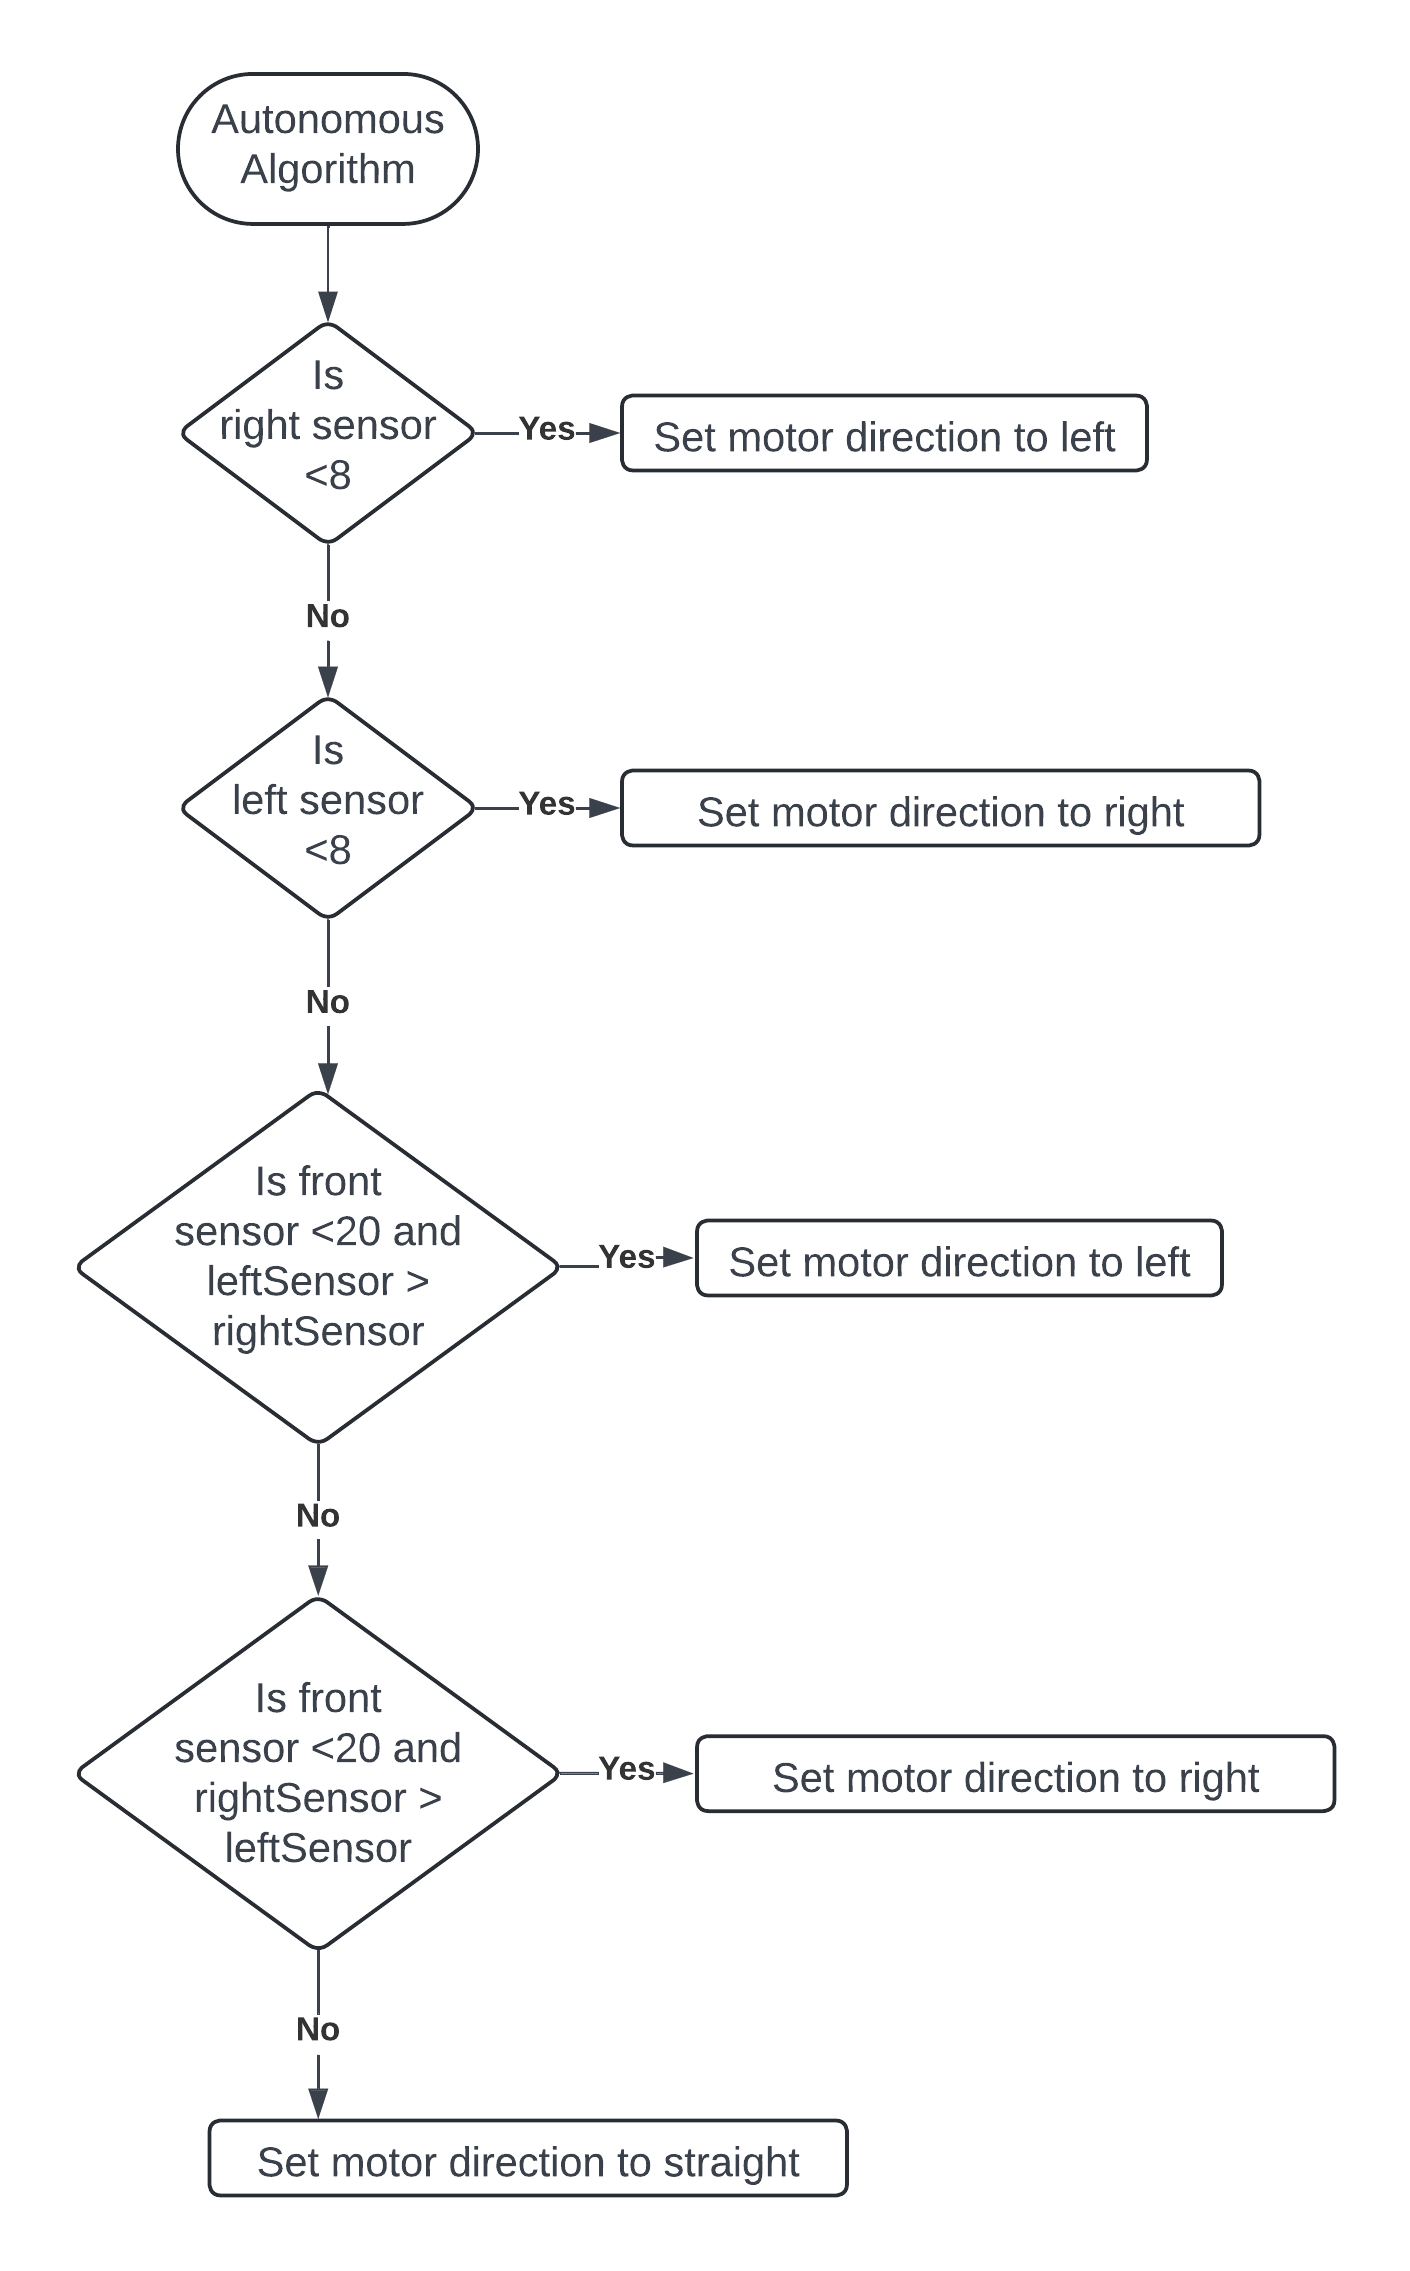 Autonomous
Algorithm
Is
right sensor
<8
Yes
Set motor direction to left
No
Is
left sensor
<8
Yes
Set motor direction to right
No
Is front
sensor <20 and
leftSensor >
rightSensor
Yes
Set motor direction to left
No
Is front
sensor <20 and
rightSensor >
leftSensor
Yes
Set motor direction to right
No
Set motor direction to straight